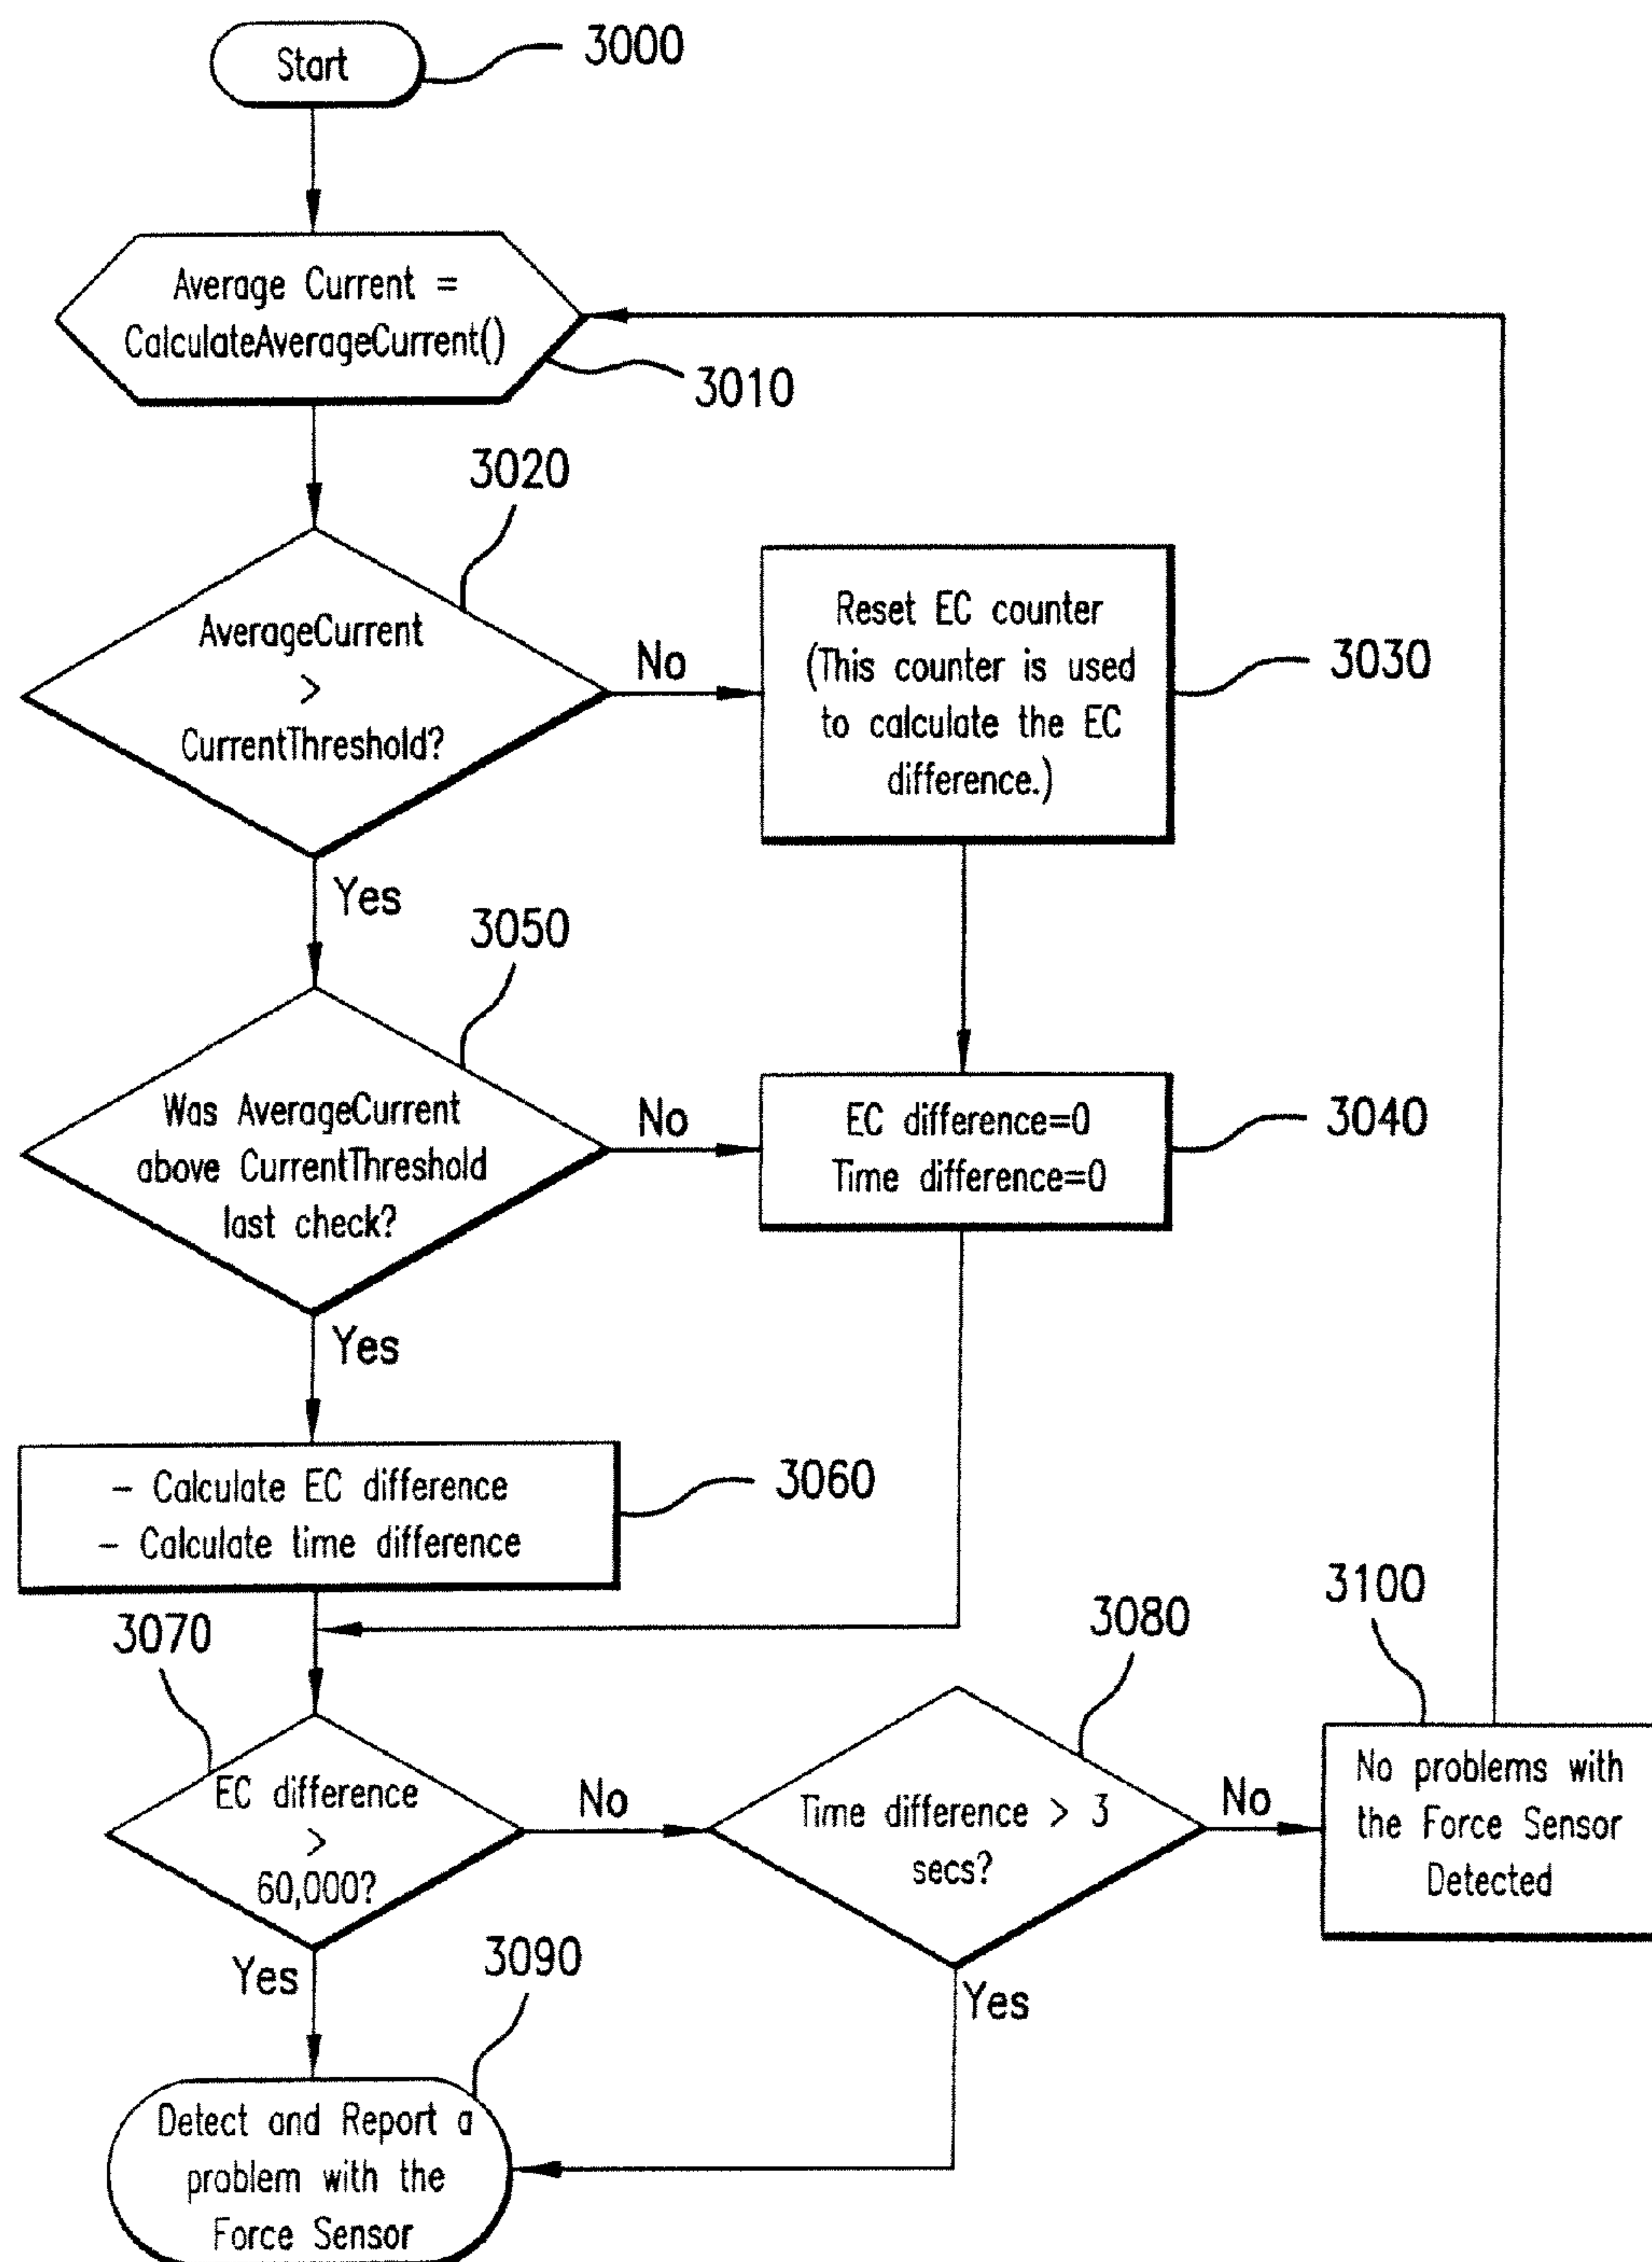 Start
3000
Average Current =
CalculateAverageCurrent()
3010
3020
AverageCurrent
>
CurrentThreshold?
No
Reset EC counter
(This counter is used
to calculate the EC
difference.)
3030
Yes
3050
Was AverageCurrent
above CurrentThreshold
last check?
No
EC difference=0
Time difference=0
3040
Yes
- Calculate EC difference
- Calculate time difference
3060
3070
EC difference
>
60,000?
No
3080
Time difference > 3
secs?
No
3100
No problems with
the Force Sensor
Detected
Yes
3090
Yes
Detect and Report a
problem with the
Force Sensor